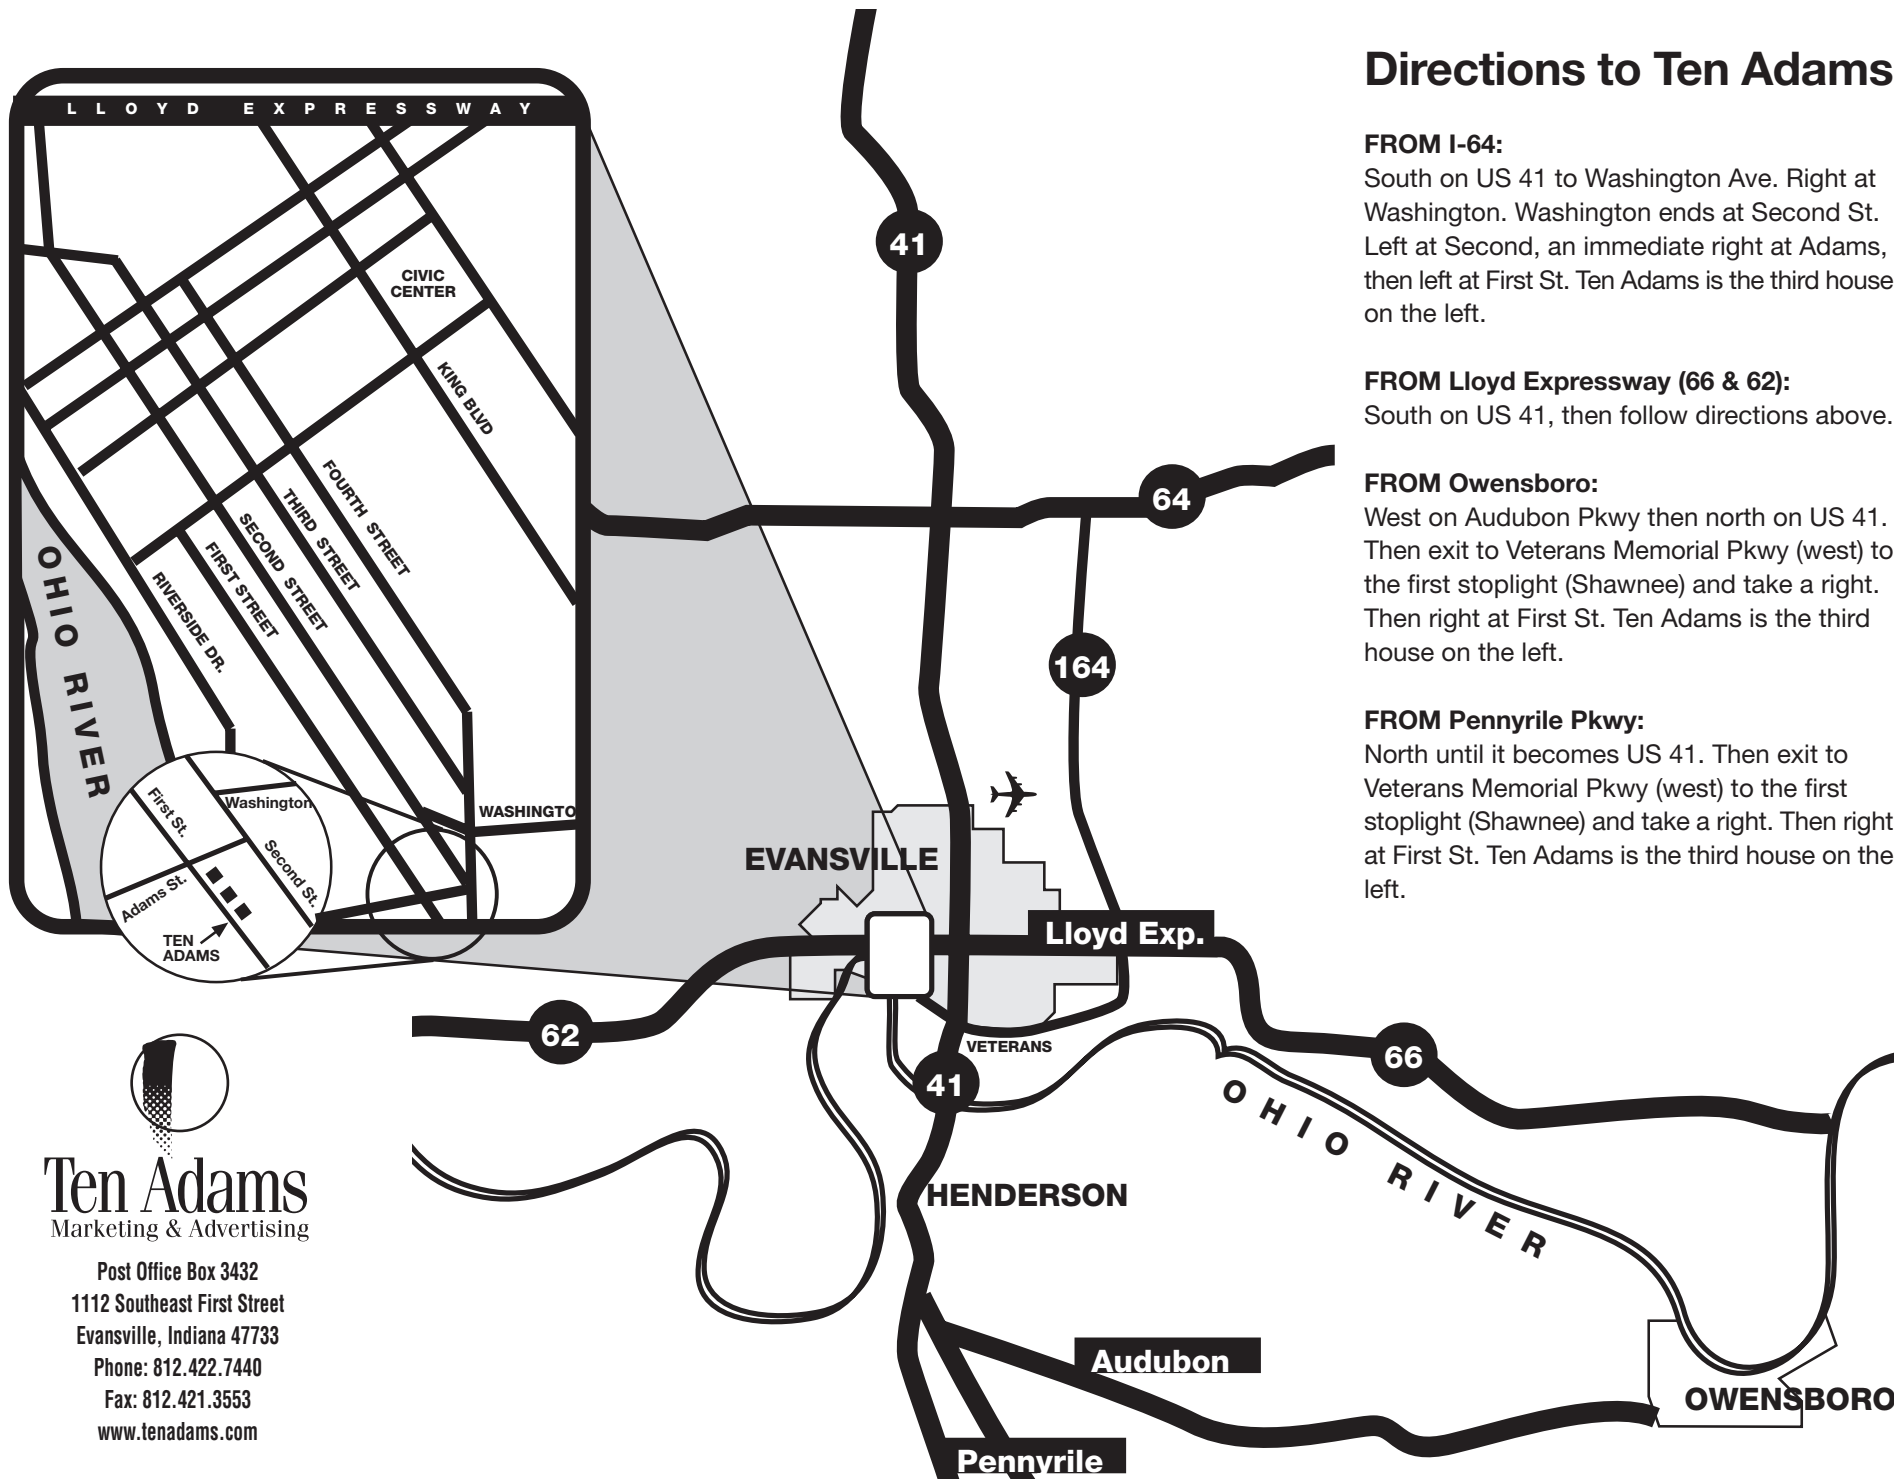 LLOYD EXPRESSWAY
CIVIC
CENTER
KING BLVD
FOURTH STREET
THIRD STREET
SECOND STREET
FIRST STREET
RIVERSIDE DR.
OHIO RIVER
WASHINGTO
First St.
Washington
Second St.
Adams St.
TEN
ADAMS
41
64
164
EVANSVILLE
Lloyd Exp.
62
VETERANS
41
66
OHIO RIVER
HENDERSON
Audubon
OWENSBORO
Pennyrile
Directions to Ten Adams
FROM I-64:
South on US 41 to Washington Ave. Right at
Washington. Washington ends at Second St.
Left at Second, an immediate right at Adams,
then left at First St. Ten Adams is the third house
on the left.
FROM Lloyd Expressway (66 & 62):
South on US 41, then follow directions above.
FROM Owensboro:
West on Audubon Pkwy then north on US 41.
Then exit to Veterans Memorial Pkwy (west) to
the first stoplight (Shawnee) and take a right.
Then right at First St. Ten Adams is the third
house on the left.
FROM Pennyrile Pkwy:
North until it becomes US 41. Then exit to
Veterans Memorial Pkwy (west) to the first
stoplight (Shawnee) and take a right. Then right
at First St. Ten Adams is the third house on the
left.
Ten Adams
Marketing & Advertising
Post Office Box 3432
1112 Southeast First Street
Evansville, Indiana 47733
Phone: 812.422.7440
Fax: 812.421.3553
www.tenadams.com